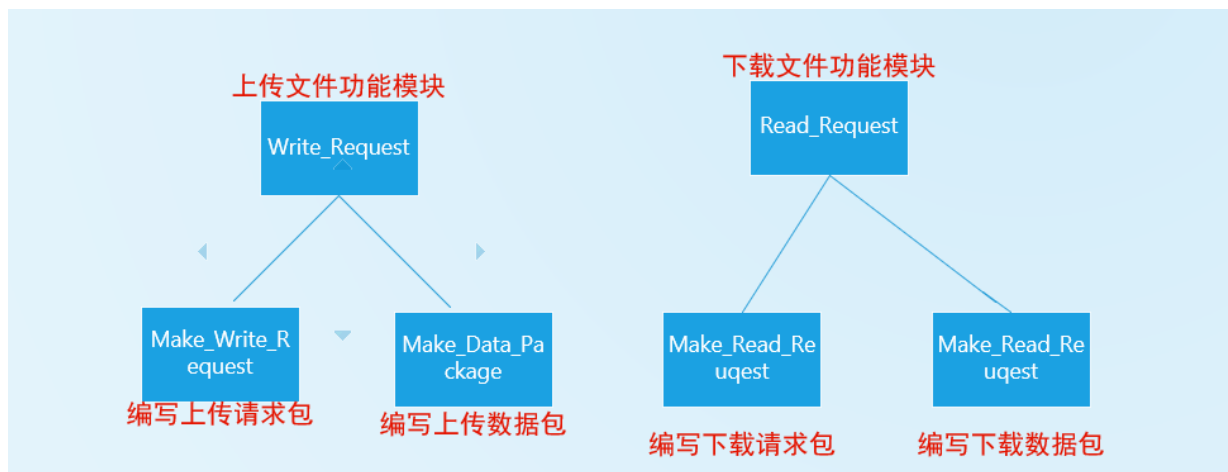 上传文件功能模块
Write_Request
Make_Write_R
equest
编写上传请求包
Make_Data_Pa
ckage
编写上传数据包
下载文件功能模块
Read_Request
Make_Read_Re
uqest
编写下载请求包
Make_Read_Re
uqest
编写下载数据包